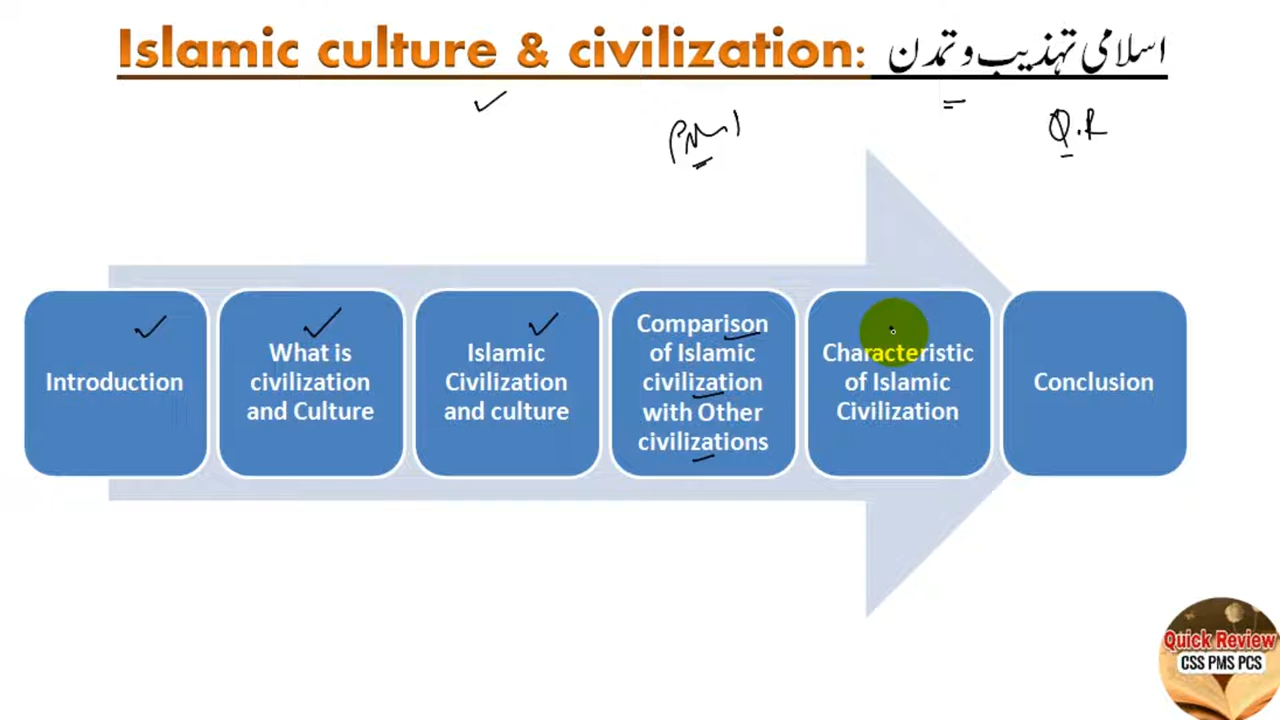 Islamic culture & civilization: اسلامی تہذیب و تمدن
Q.R
Introduction
What is
civilization
and Culture
Islamic
Civilization
and culture
Comparison
of Islamic
civilization
with Other
civilizations
Characteristic
of Islamic
Civilization
Conclusion
Quick Review
CSS PMS PCS